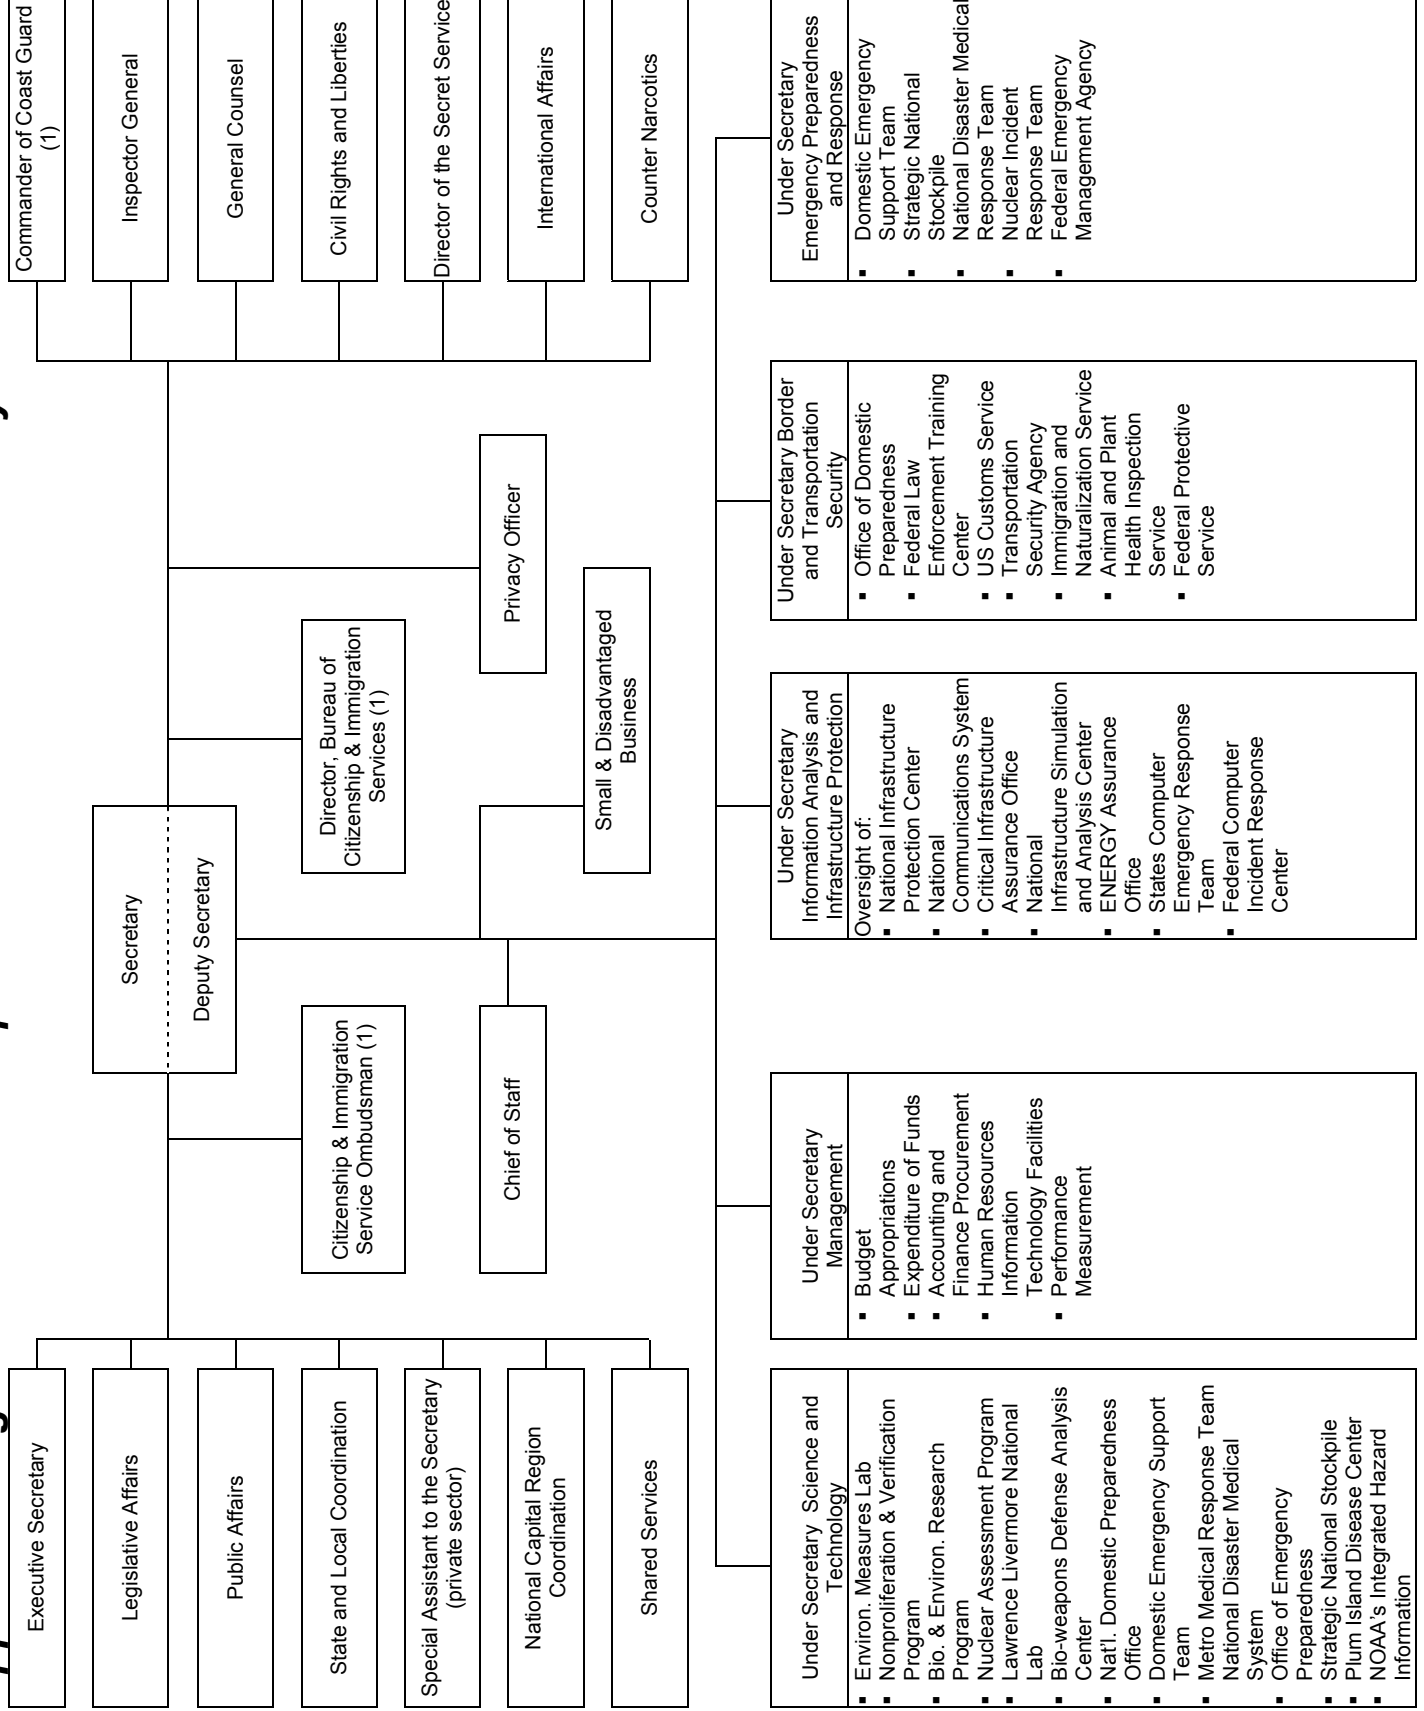 Executive Secretary
Legislative Affairs
Public Affairs
State and Local Coordination
Special Assistant to the Secretary
(private sector)
National Capital Region
Coordination
Shared Services
Secretary
Deputy Secretary
Citizenship & Immigration
Service Ombudsman (1)
Director, Bureau of
Citizenship & Immigration
Services (1)
Chief of Staff
Privacy Officer
Small & Disadvantaged
Business
Commander of Coast Guard
(1)
Inspector General
General Counsel
Civil Rights and Liberties
Director of the Secret Service
International Affairs
Counter Narcotics
Under Secretary Science and
Technology
▪ Environ. Measures Lab
▪ Nonproliferation & Verification
Program
▪ Bio. & Environ. Research
Program
▪ Nuclear Assessment Program
▪ Lawrence Livermore National
Lab
▪ Bio-weapons Defense Analysis
Center
▪ Nat'l. Domestic Preparedness
Office
▪ Domestic Emergency Support
Team
▪ Metro Medical Response Team
National Disaster Medical
System
▪ Office of Emergency
Preparedness
▪ Strategic National Stockpile
▪ Plum Island Disease Center
▪ NOAA's Integrated Hazard
Information
Under Secretary
Management
▪ Budget
Appropriations
▪ Expenditure of Funds
▪ Accounting and
Finance Procurement
▪ Human Resources
Information
Technology Facilities
▪ Performance
Measurement
Under Secretary
Information Analysis and
Infrastructure Protection
Oversight of:
▪ National Infrastructure
Protection Center
▪ National
Communications System
▪ Critical Infrastructure
Assurance Office
▪ National
Infrastructure Simulation
and Analysis Center
▪ ENERGY Assurance
Office
▪ States Computer
Emergency Response
Team
▪ Federal Computer
Incident Response
Center
Under Secretary Border
and Transportation
Security
▪ Office of Domestic
Preparedness
▪ Federal Law
Enforcement Training
Center
▪ US Customs Service
▪ Transportation
Security Agency
▪ Immigration and
Naturalization Service
▪ Animal and Plant
Health Inspection
Service
▪ Federal Protective
Service
Under Secretary
Emergency Preparedness
and Response
▪ Domestic Emergency
Support Team
▪ Strategic National
Stockpile
▪ National Disaster Medical
Response Team
▪ Nuclear Incident
Response Team
▪ Federal Emergency
Management Agency